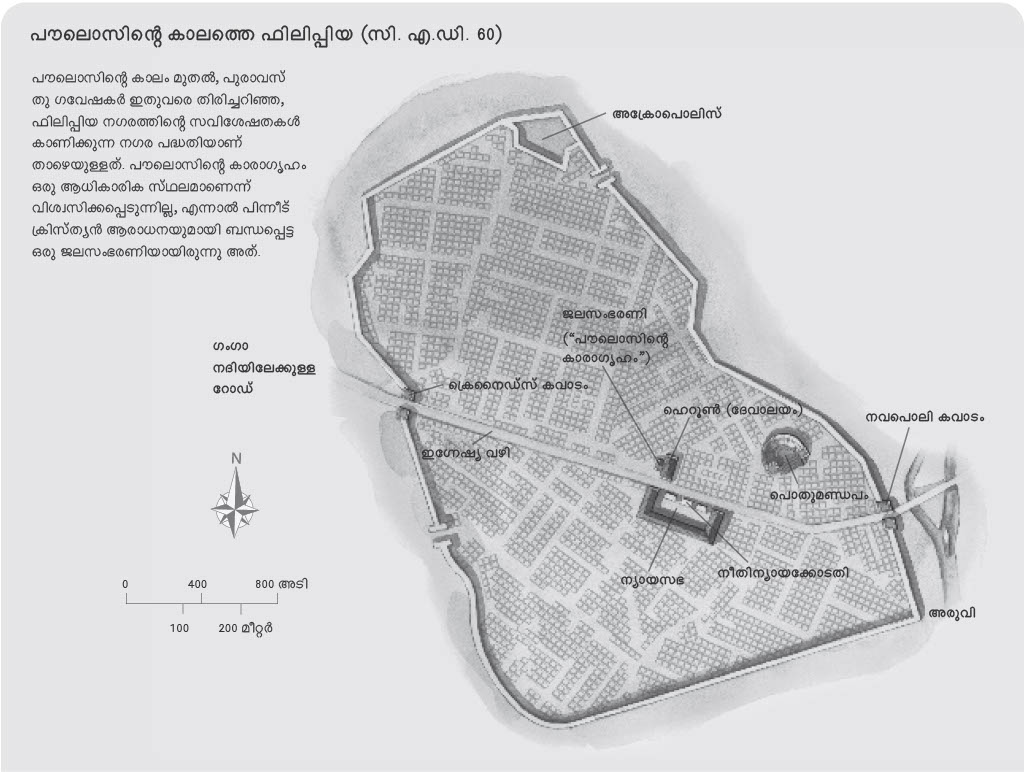 പൗലൊസിന്റെ കാലത്തെ ഫിലിപ്പിയ (സി. എ.ഡി. 60)
പൗലൊസിന്റെ കാലം മുതൽ, പുരാവസ്
തു ഗവേഷകർ ഇതുവരെ തിരിച്ചറിഞ്ഞ,
ഫിലിപ്പിയ നഗരത്തിന്റെ സവിശേഷതകൾ
കാണിക്കുന്ന നഗര പദ്ധതിയാണ്
താഴെയുള്ളത്. പൗലൊസിന്റെ കാരാഗൃഹം
ഒരു ആധികാരിക സ്ഥലമാണെന്ന്
വിശ്വസിക്കപ്പെടുന്നില്ല, എന്നാൽ പിന്നീട്
ക്രിസ്ത്യൻ ആരാധനയുമായി ബന്ധപ്പെട്ട
ഒരു ജലസംഭരണിയായിരുന്നു അത്.
അക്രോപൊലിസ്
ജലസംഭരണി
(“പൗലൊസിന്റെ
കാരാഗൃഹം”)
ഗംഗാ
നദിയിലേക്കുള്ള
റോഡ്
ക്രെനൈഡ്സ് കവാടം
ഹെറൂൺ (ദേവാലയം)
നവപൊലി കവാടം
ഇഗ്നേഷ്യ വഴി
പൊതുമണ്ഡപം
N
ന്യായസഭ
നീതിന്യായക്കോടതി
0 400 800 അടി
100 200 മീറ്റർ
അരുവി